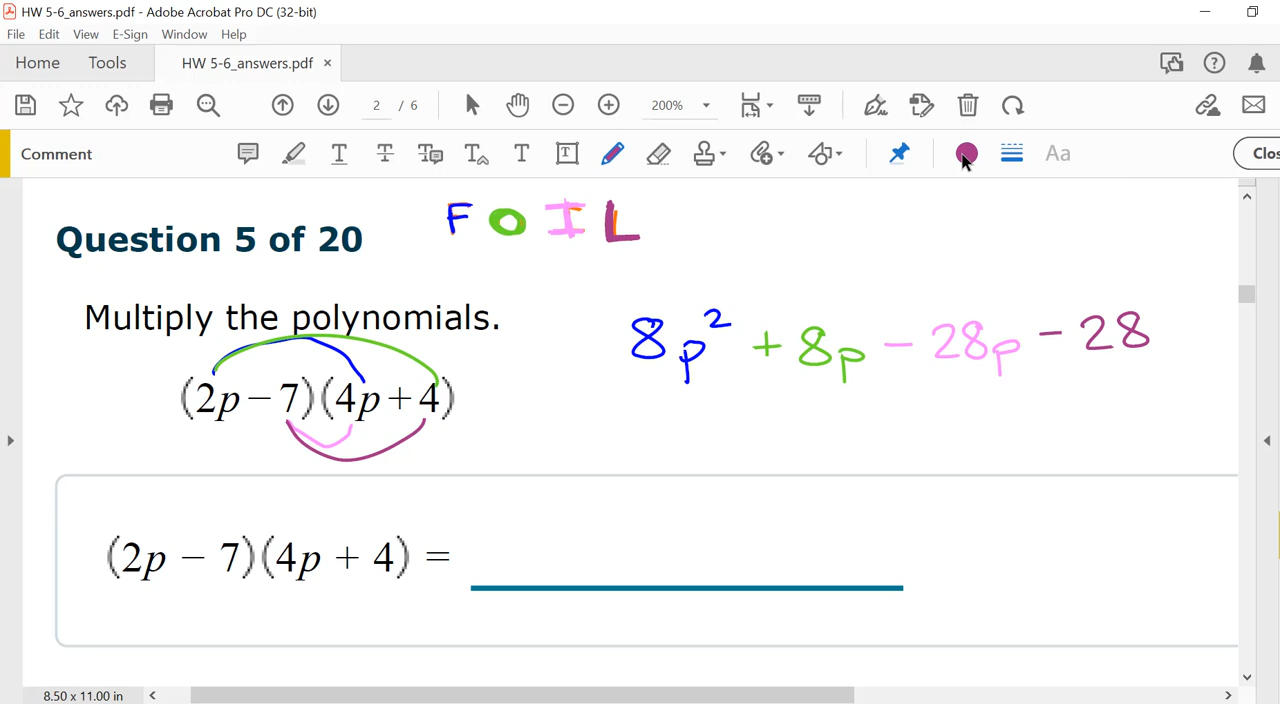 HW 5-6_answers.pdf - Adobe Acrobat Pro DC (32-bit)
File Edit View E-Sign Window Help
Home Tools HW 5-6_answers.pdf ×
2 / 6 200%
Comment T T T T T T Aa Clos
F O I L
Question 5 of 20
Multiply the polynomials.
8p² + 8p − 28p − 28
(2p−7)(4p+4)
(2p − 7)(4p + 4) =
8.50 x 11.00 in